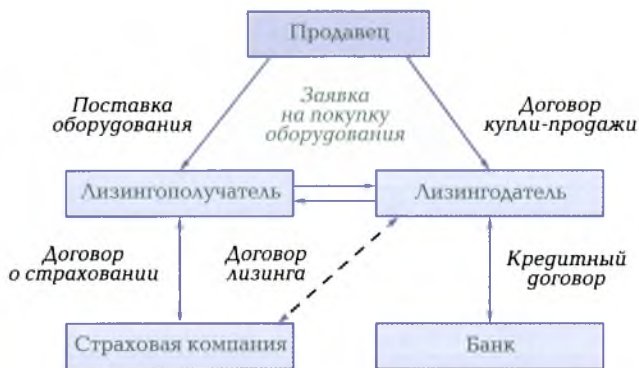 Продавец
Поставка
оборудования
Заявка
на покупку
оборудования
Договор
купли-продажи
Лизингополучатель
Лизингодатель
Договор
о страховании
Договор
лизинга
Кредитный
договор
Страховая компания
Банк